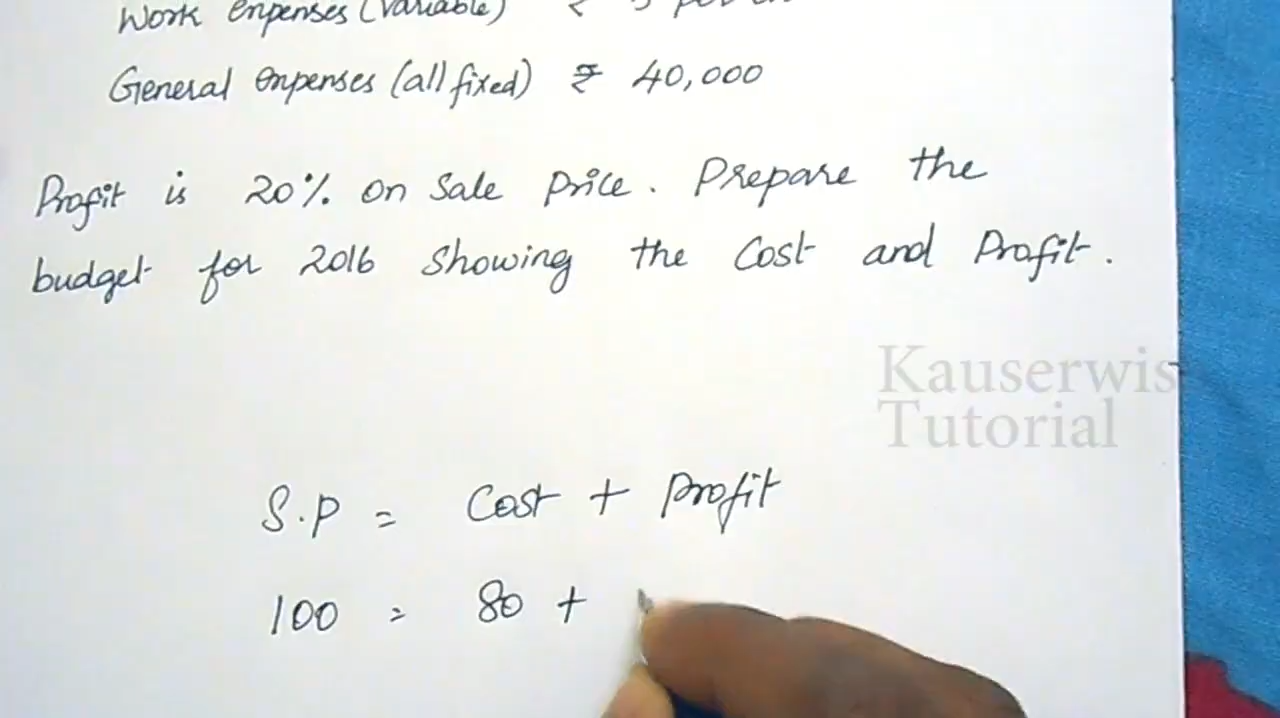 Work Expenses (Variable) ₹
General Expenses (all fixed) ₹ 40,000
Profit is 20% on Sale Price. Prepare the
budget for 2016 Showing the Cost and Profit.
Kauserwis
Tutorial
S.P = Cost + Profit
100 = 80 +